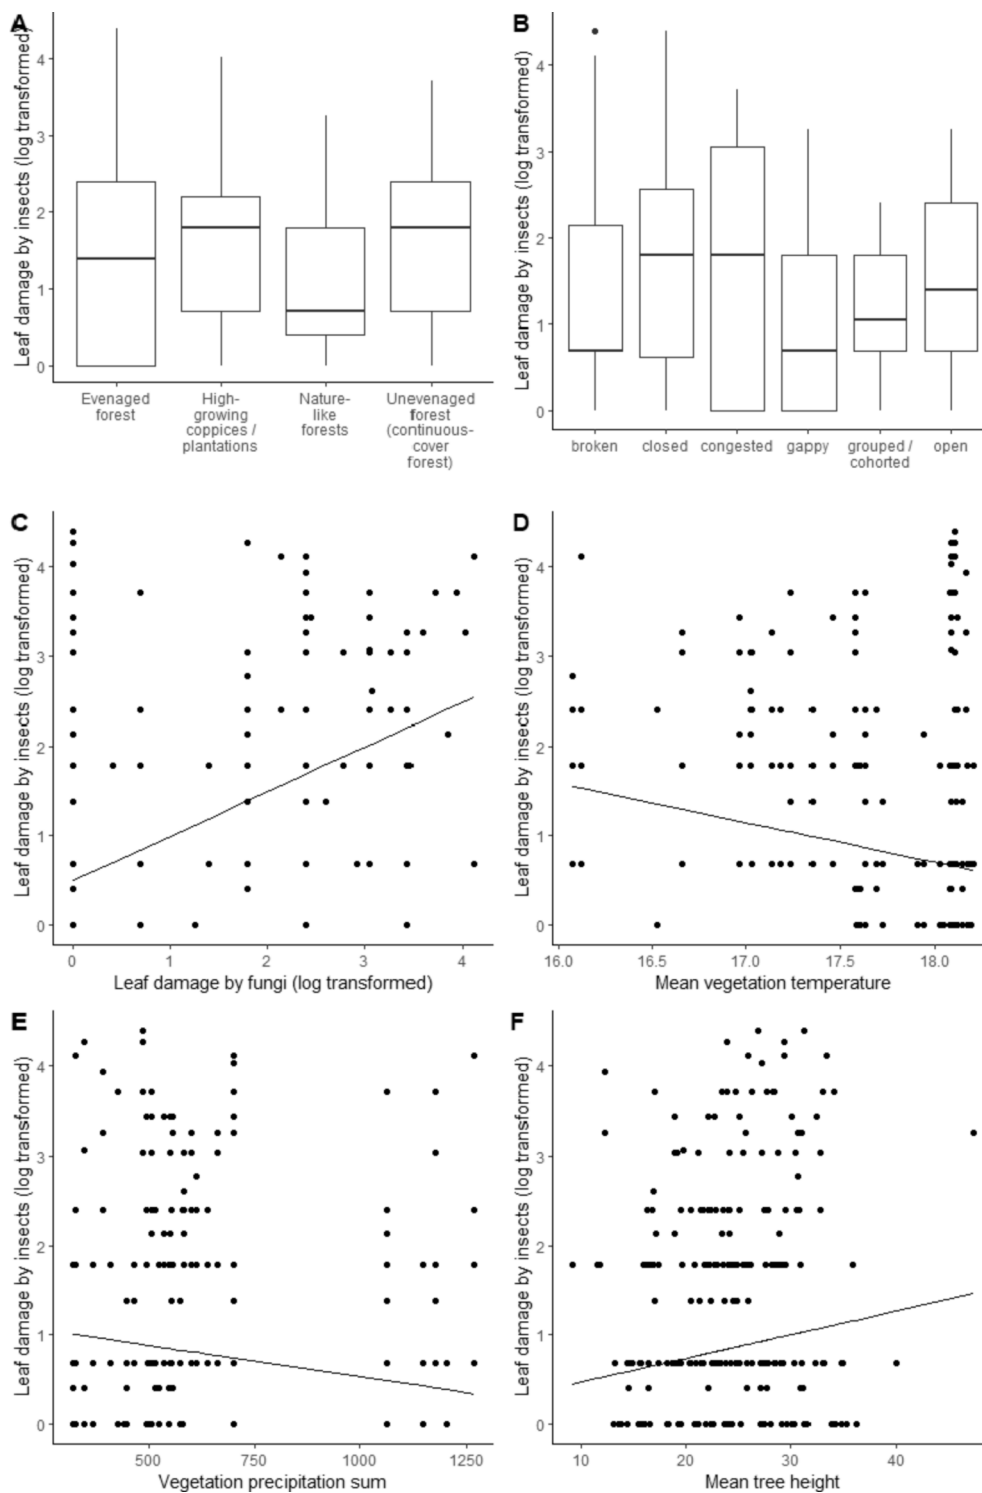 A
Leaf damage by insects (log transformed)
4
3
2
1
0
Evenaged
forest
High-
growing
coppices /
plantations
Nature-
like
forests
Unevenaged
forest
(continuous-
cover
forest)
B
Leaf damage by insects (log transformed)
4
3
2
1
0
broken
closed
congested
gappy
grouped /
cohorted
open
C
Leaf damage by insects (log transformed)
4
3
2
1
0
0 1 2 3 4
Leaf damage by fungi (log transformed)
D
Leaf damage by insects (log transformed)
4
3
2
1
0
16.0 16.5 17.0 17.5 18.0
Mean vegetation temperature
E
Leaf damage by insects (log transformed)
4
3
2
1
0
500 750 1000 1250
Vegetation precipitation sum
F
Leaf damage by insects (log transformed)
4
3
2
1
0
10 20 30 40
Mean tree height